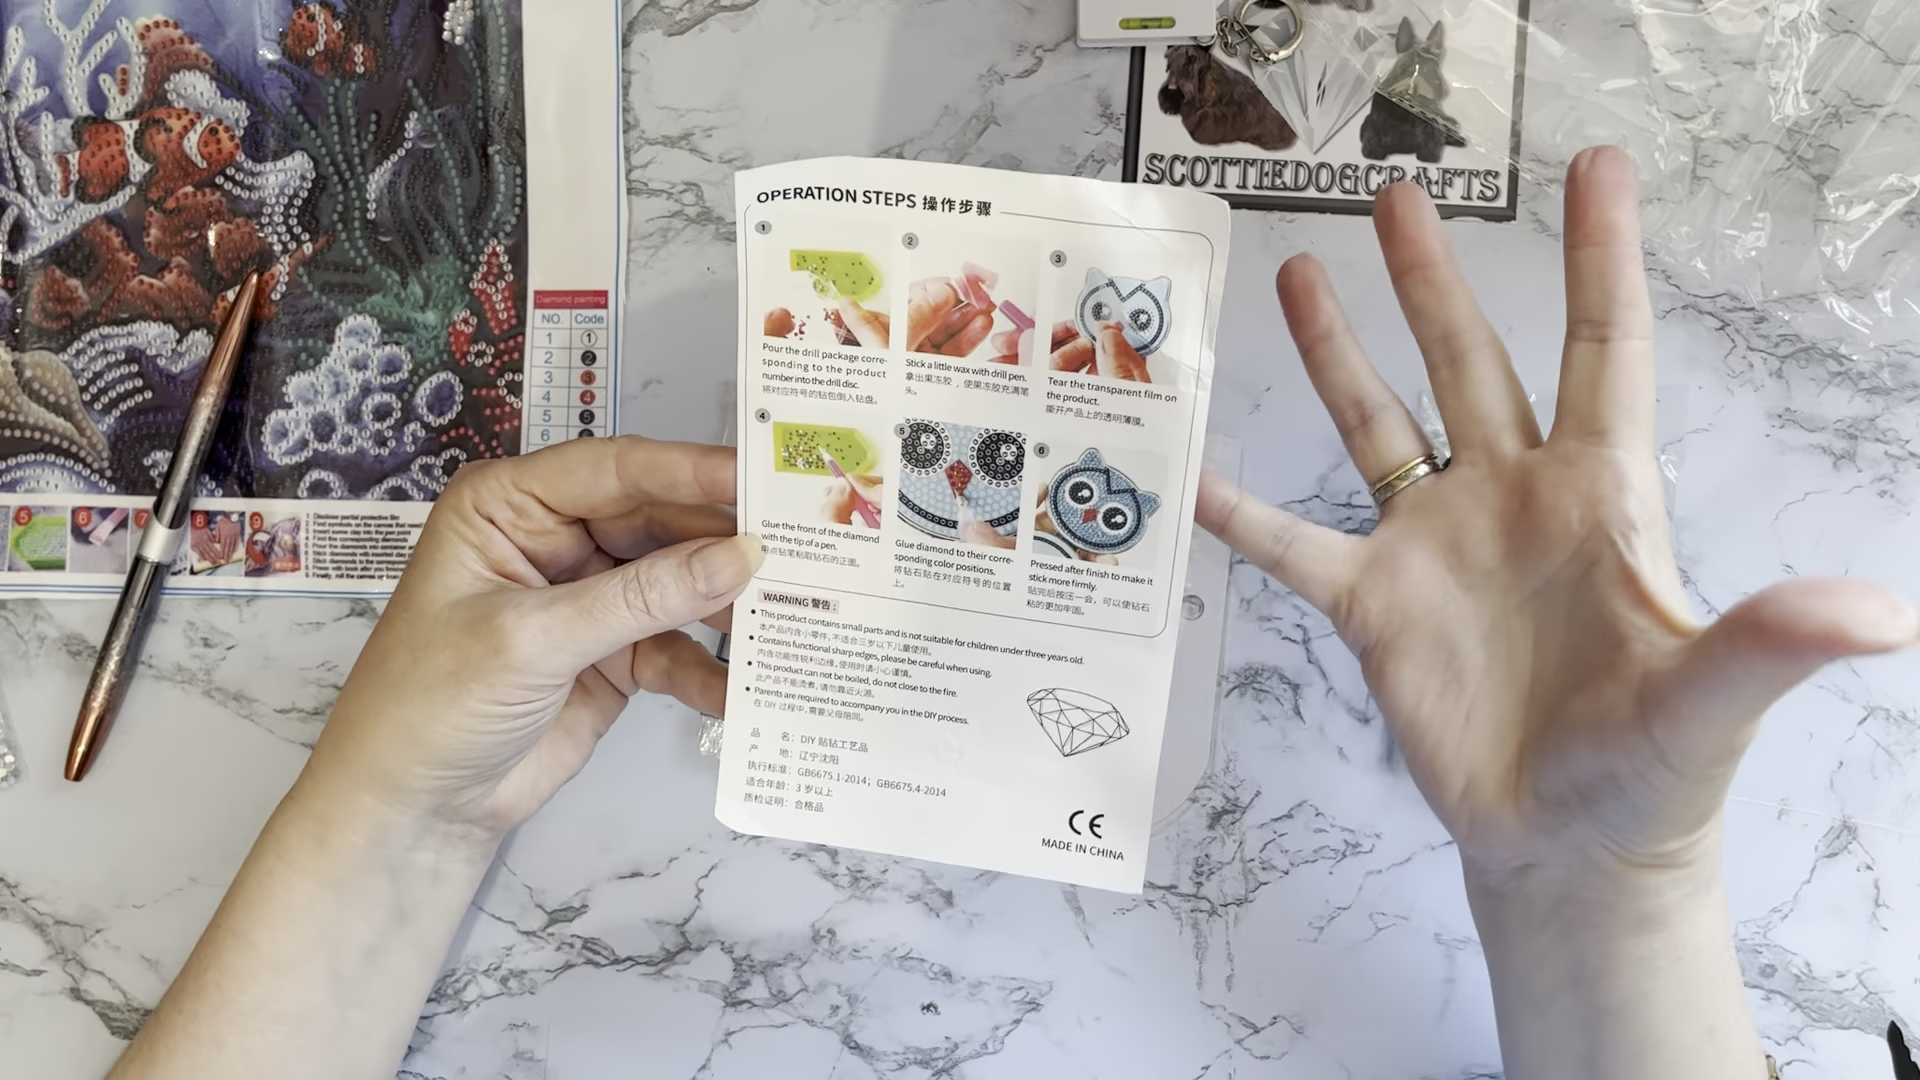 SCOTTIEDOGCRAFTS
OPERATION STEPS 操作步骤
1
Pour the drill package corre-
sponding to the product
number into the drill disc.
将对应符号的钻包倒入钻盘。
2
Stick a little wax with drill pen.
拿出果冻胶，使果冻胶充满笔
头。
3
Tear the transparent film on
the product.
撕开产品上的透明薄膜。
4
Glue the front of the diamond
with the tip of a pen.
用点钻笔粘取钻石的正面。
5
Glue diamond to their corre-
sponding color positions.
将钻石贴在对应符号的位置
上。
6
Pressed after finish to make it
stick more firmly.
贴完后按压一会，可以使钻石
粘的更加牢固。
WARNING 警告：
• This product contains small parts and is not suitable for children under three years old.
本产品内含小零件，不适合三岁以下儿童使用。
• Contains functional sharp edges, please be careful when using.
内含功能性锐利边缘，使用时请小心谨慎。
• This product can not be boiled, do not close to the fire.
此产品不能烫煮，请勿靠近火源。
• Parents are required to accompany you in the DIY process.
在 DIY 过程中，需要父母陪同。
品 名：DIY 贴钻工艺品
产 地：辽宁沈阳
执行标准：GB6675.1-2014；GB6675.4-2014
适合年龄：3 岁以上
质检证明：合格品
CE
MADE IN CHINA
Diamond painting
NO. Code
1 1
2 2
3 3
4 4
5 5
6
5 6 7 8 9